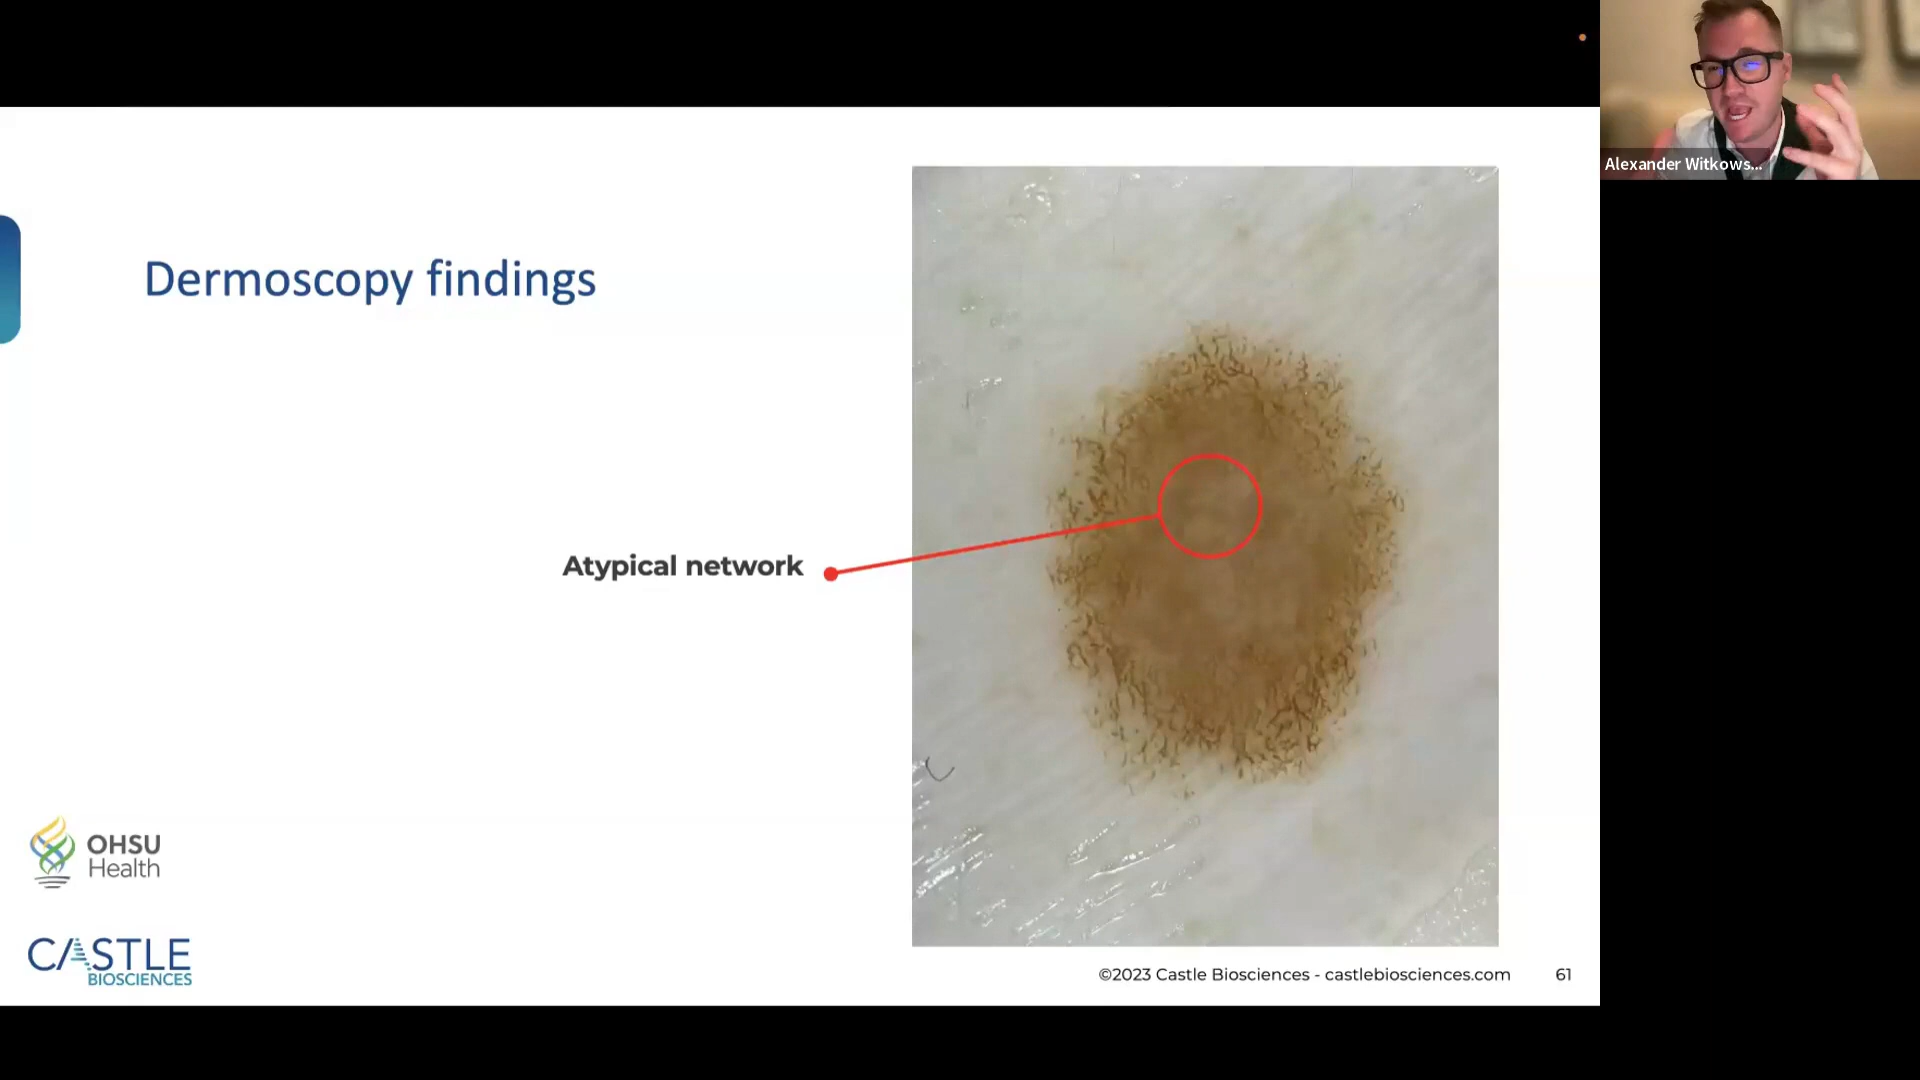 Alexander Witkows...
Dermoscopy findings
Atypical network
OHSU
Health
CASTLE
BIOSCIENCES
©2023 Castle Biosciences - castlebiosciences.com
61